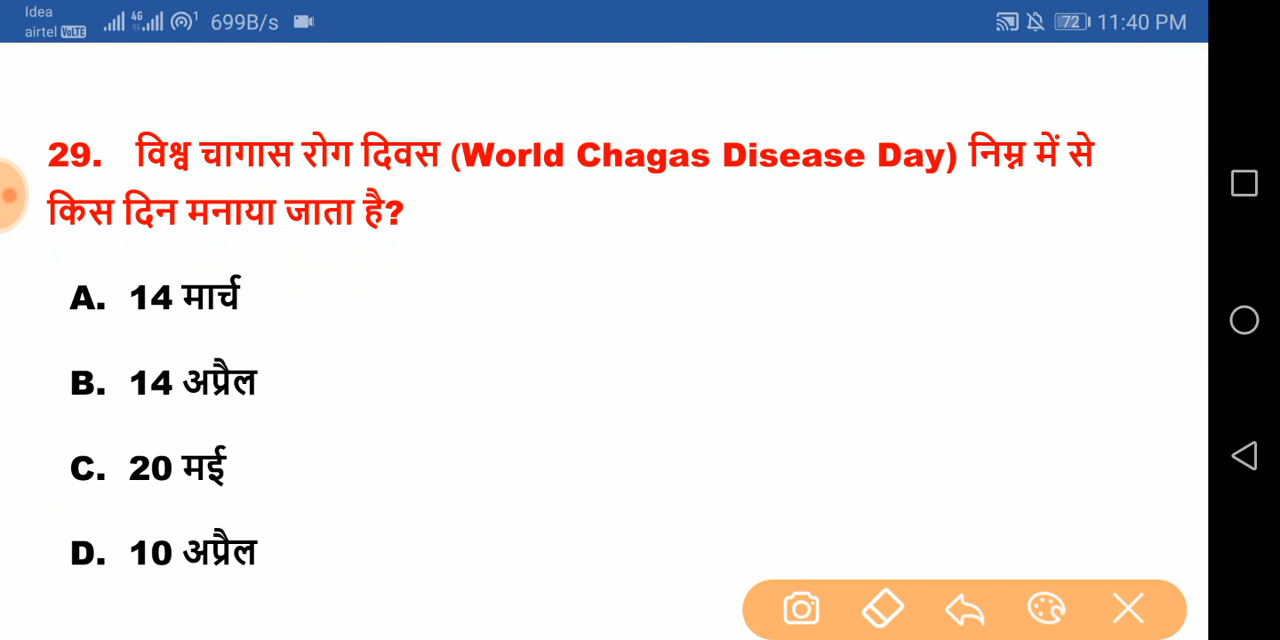 Idea
airtel VoLTE 4G 1 699B/s 72 11:40 PM
29. विश्व चागास रोग दिवस (World Chagas Disease Day) निम्न में से
किस दिन मनाया जाता है?
A. 14 मार्च
B. 14 अप्रैल
C. 20 मई
D. 10 अप्रैल